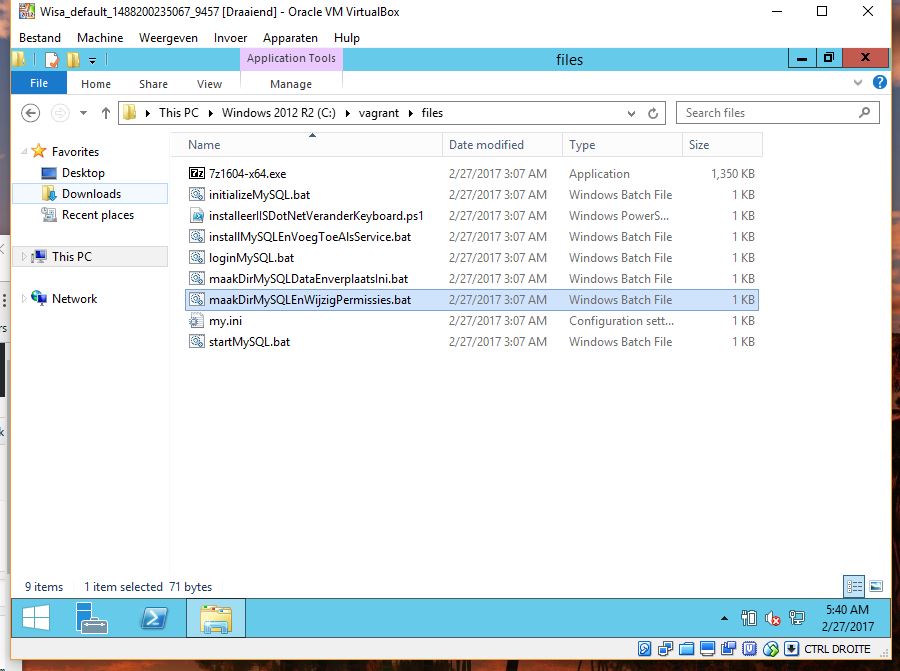 Wisa_default_1488200235067_9457 [Draaiend] - Oracle VM VirtualBox
Bestand Machine Weergeven Invoer Apparaten Hulp
Application Tools files
File Home Share View Manage
This PC Windows 2012 R2 (C:) vagrant files Search files
Name Date modified Type Size
Favorites
Desktop
Downloads
Recent places
This PC
Network
7z1604-x64.exe 2/27/2017 3:07 AM Application 1,350 KB
initializeMySQL.bat 2/27/2017 3:07 AM Windows Batch File 1 KB
installeerIISDotNetVeranderKeyboard.ps1 2/27/2017 3:07 AM Windows PowerS... 1 KB
installMySQLEnVoegToeAlsService.bat 2/27/2017 3:07 AM Windows Batch File 1 KB
loginMySQL.bat 2/27/2017 3:07 AM Windows Batch File 1 KB
maakDirMySQLDataEnverplaatsIni.bat 2/27/2017 3:07 AM Windows Batch File 1 KB
maakDirMySQLEnWijzigPermissies.bat 2/27/2017 3:07 AM Windows Batch File 1 KB
my.ini 2/27/2017 3:07 AM Configuration sett... 1 KB
startMySQL.bat 2/27/2017 3:07 AM Windows Batch File 1 KB
9 items 1 item selected 71 bytes
5:40 AM
2/27/2017
CTRL DROITE